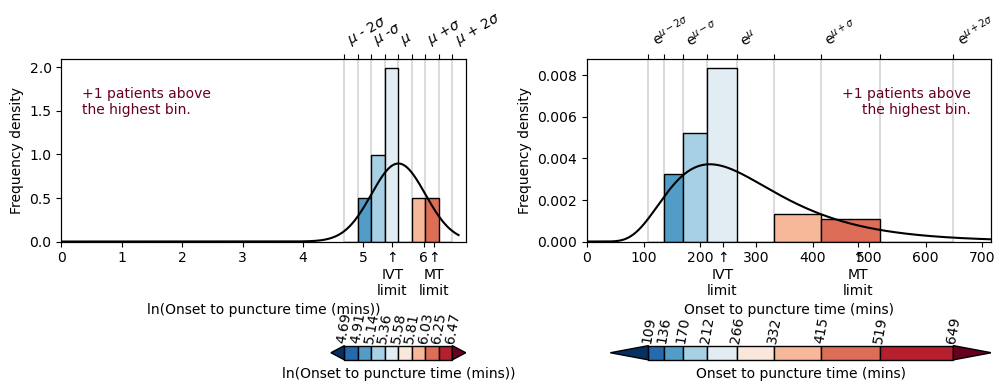 μ - 2σ μ -σ μ μ +σ μ + 2σ
2.0
1.5
1.0
0.5
0.0
Frequency density
+1 patients above
the highest bin.
0 1 2 3 4 5 6
↑ ↑
IVT MT
limit limit
ln(Onset to puncture time (mins))
4.69 4.91 5.14 5.36 5.58 5.81 6.03 6.25 6.47
ln(Onset to puncture time (mins))
e^μ−2σ e^μ−σ e^μ e^μ+σ e^μ+2σ
0.008
0.006
0.004
0.002
0.000
Frequency density
+1 patients above
the highest bin.
0 100 200 300 400 500 600 700
↑ ↑
IVT MT
limit limit
Onset to puncture time (mins)
109 136 170 212 266 332 415 519 649
Onset to puncture time (mins)